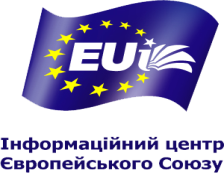 EUi
Інформаційний центр
Європейського Союзу